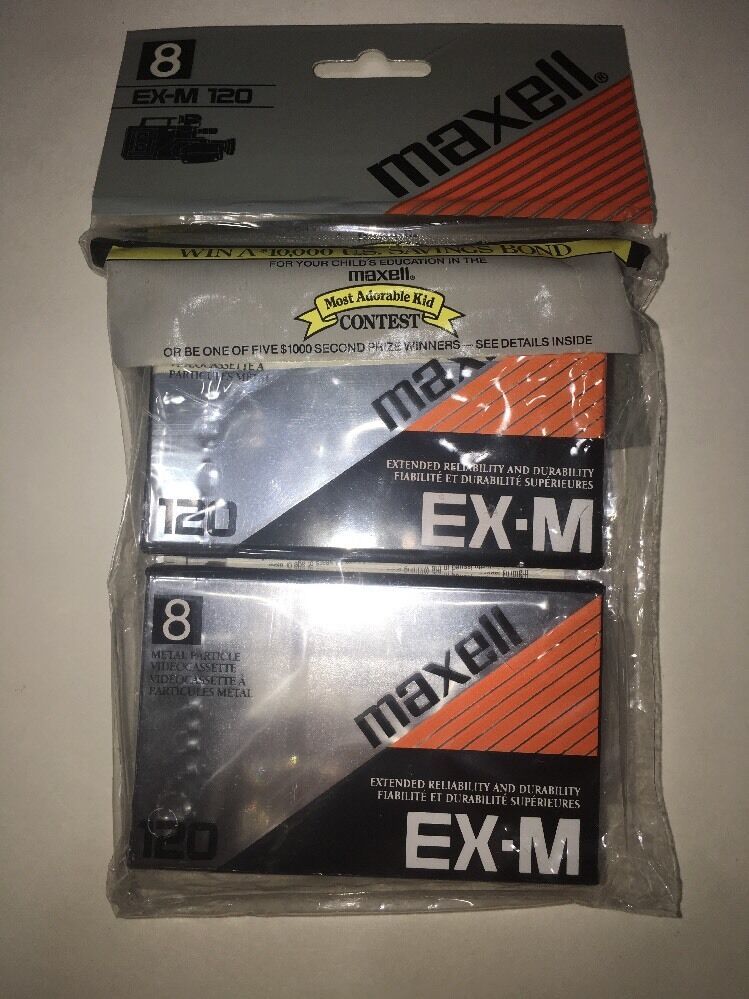 8
EX-M 120
maxell®
WIN A $10,000 U.S. SAVINGS BOND
FOR YOUR CHILD'S EDUCATION IN THE
maxell®
Most Adorable Kid
CONTEST
OR BE ONE OF FIVE $1000 SECOND PRIZE WINNERS — SEE DETAILS INSIDE
VIDÉOCASSETTE À
PARTICULES MÉTAL
EXTENDED RELIABILITY AND DURABILITY
FIABILITÉ ET DURABILITÉ SUPÉRIEURES
120
EX-M
8
METAL PARTICLE
VIDEOCASSETTE
VIDÉOCASSETTE À
PARTICULES MÉTAL
maxell
EXTENDED RELIABILITY AND DURABILITY
FIABILITÉ ET DURABILITÉ SUPÉRIEURES
120
EX-M